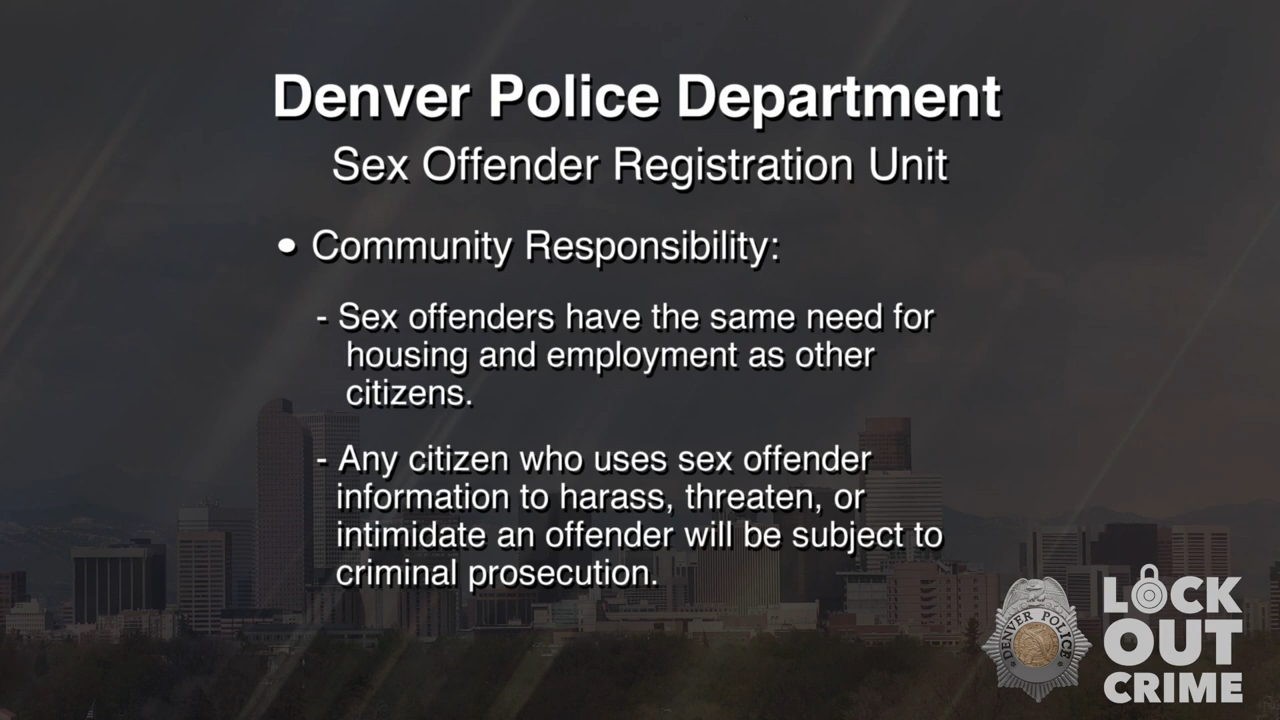 Denver Police Department
Sex Offender Registration Unit
• Community Responsibility:
- Sex offenders have the same need for
housing and employment as other
citizens.
- Any citizen who uses sex offender
information to harass, threaten, or
intimidate an offender will be subject to
criminal prosecution.
DENVER POLICE
LOCK
OUT
CRIME